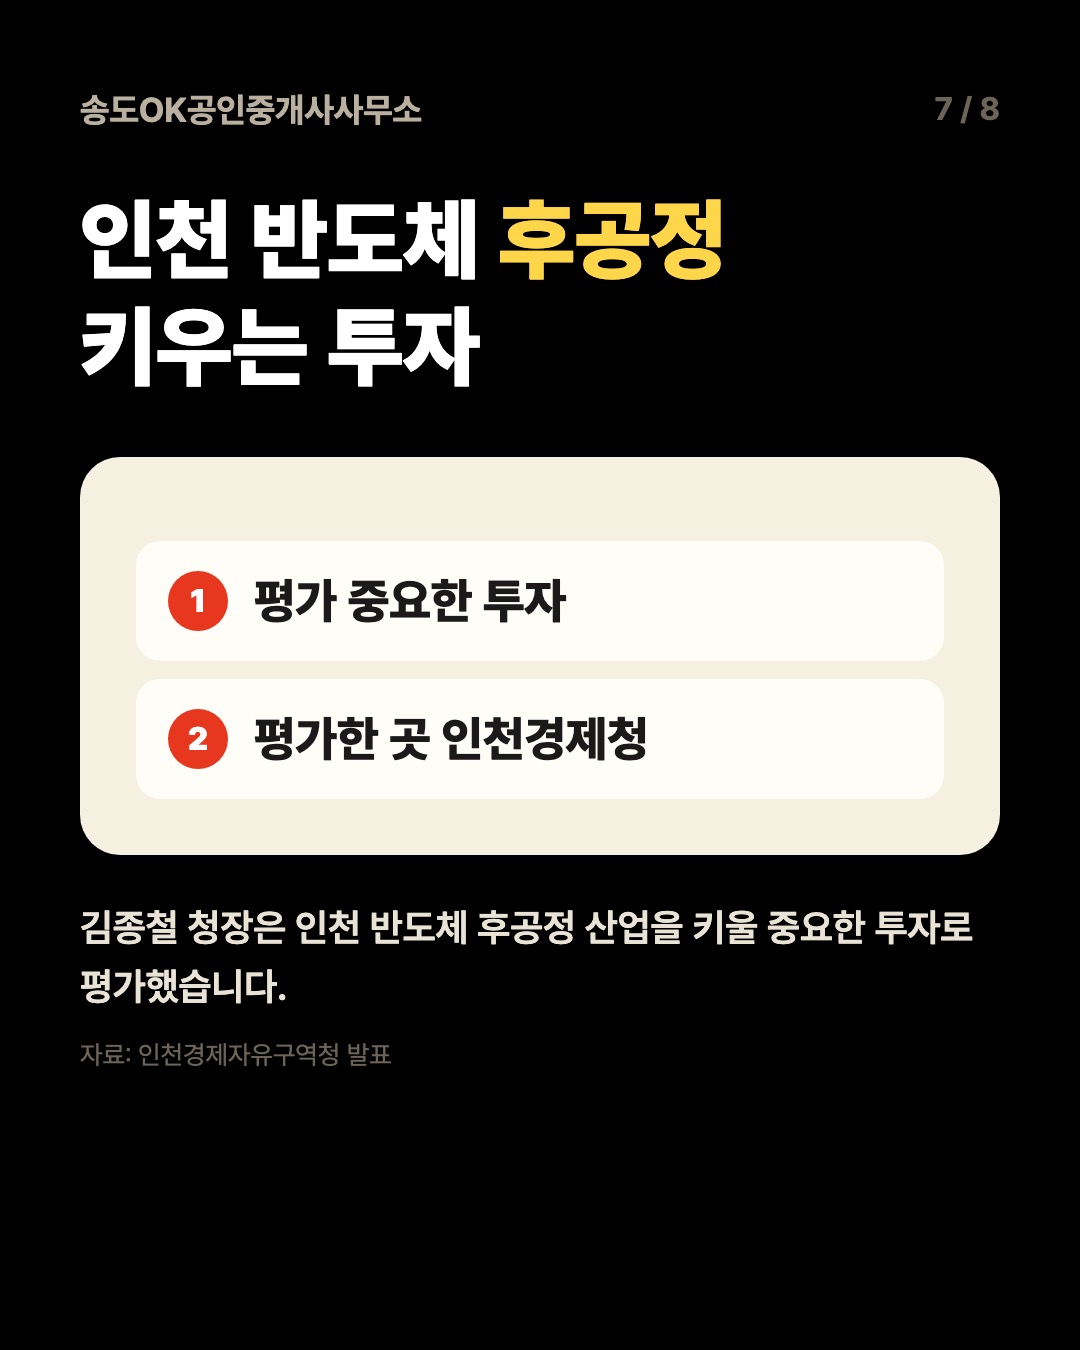 송도OK공인중개사사무소
7 / 8
인천 반도체 후공정
키우는 투자
1 평가 중요한 투자
2 평가한 곳 인천경제청
김종철 청장은 인천 반도체 후공정 산업을 키울 중요한 투자로
평가했습니다.
자료: 인천경제자유구역청 발표